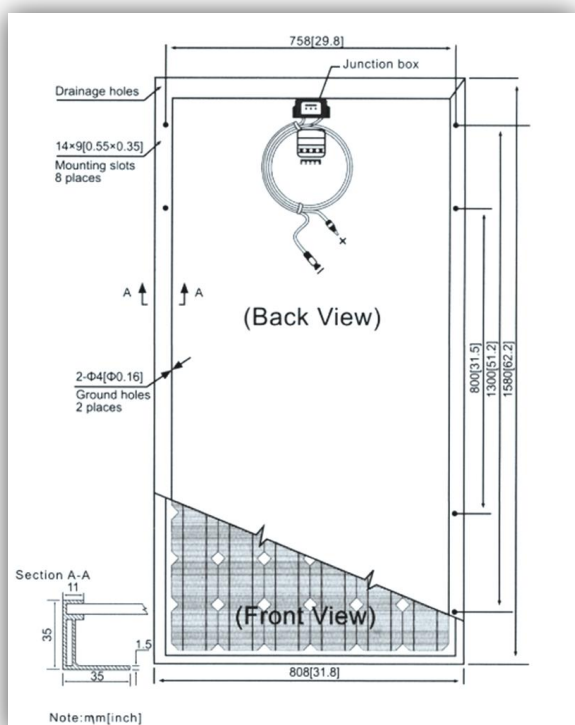 758[29.8]
Junction box
Drainage holes
14×9[0.55×0.35]
Mounting slots
8 places
A
A
(Back View)
800[31.5]
1300[51.2]
1580[62.2]
2-Φ4[Φ0.16]
Ground holes
2 places
Section A-A
11
35
1.5
35
(Front View)
808[31.8]
Note:mm[inch]